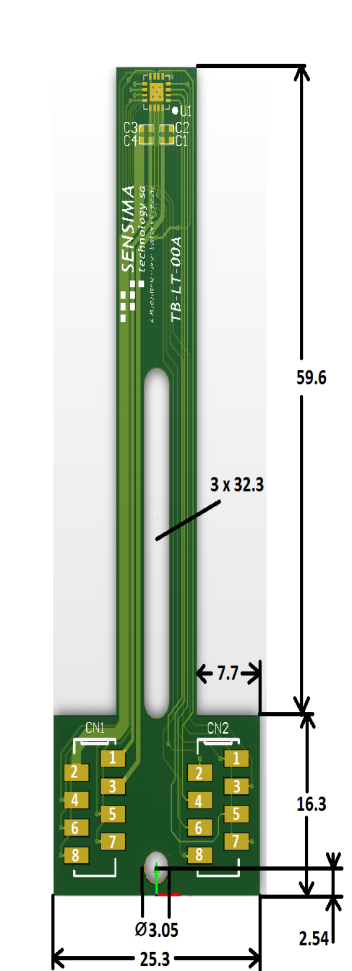 U1
C3 C2
C4 C1
SENSIMA
technology sa
TB-LT-00A
59.6
3 x 32.3
7.7
CN1 CN2
1 1
2 2
3 3
4 4
5 5
6 6
7 7
8 8
16.3
2.54
Ø3.05
25.3